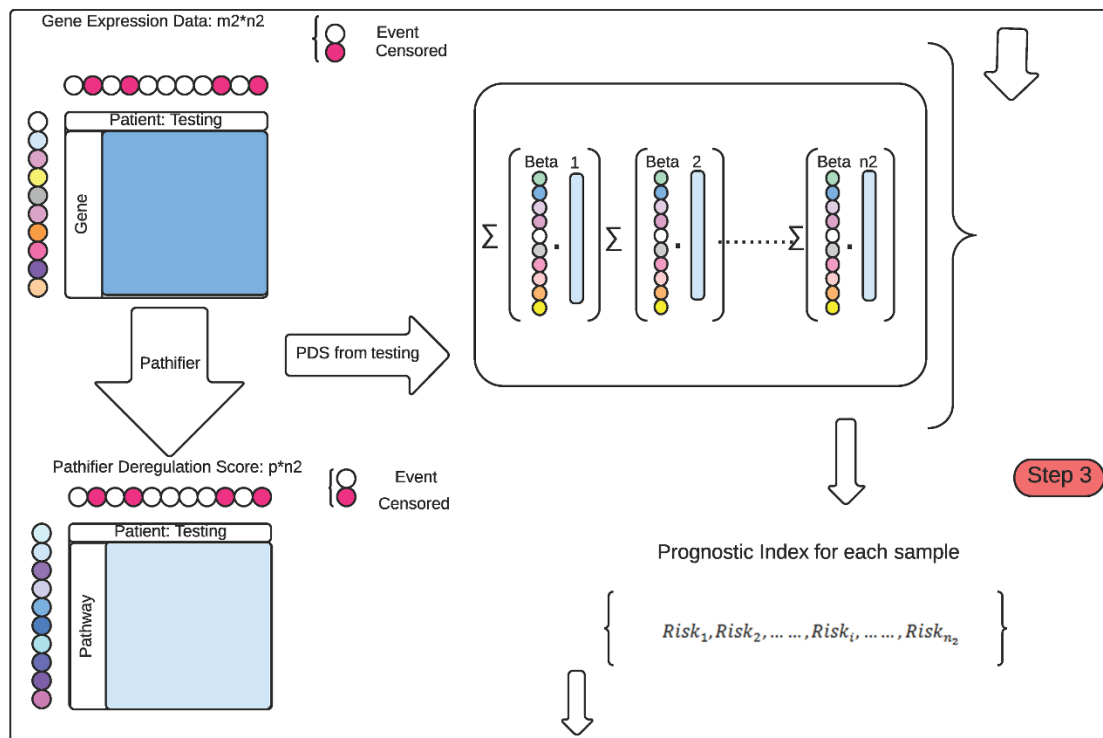 Gene Expression Data: m2*n2
Event
Censored
Patient: Testing
Gene
Pathifier
PDS from testing
Beta 1
Beta 2
Beta n2
Σ
Σ
Σ
Pathifier Deregulation Score: p*n2
Event
Censored
Patient: Testing
Pathway
Step 3
Prognostic Index for each sample
Risk₁, Risk₂, … …, Riskᵢ, … …, Riskₙ₂